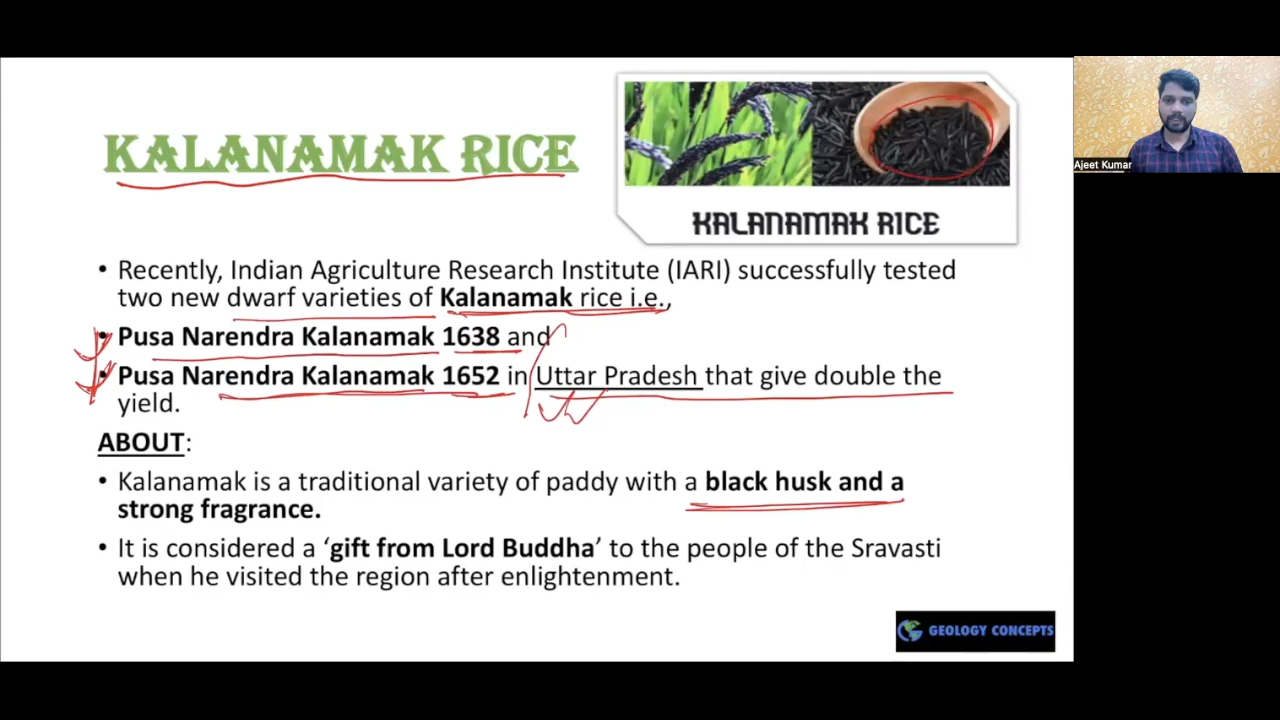 KALANAMAK RICE
KALANAMAK RICE
Ajeet Kumar
• Recently, Indian Agriculture Research Institute (IARI) successfully tested
two new dwarf varieties of Kalanamak rice i.e.,
• Pusa Narendra Kalanamak 1638 and
• Pusa Narendra Kalanamak 1652 in Uttar Pradesh that give double the
yield.
ABOUT:
• Kalanamak is a traditional variety of paddy with a black husk and a
strong fragrance.
• It is considered a ‘gift from Lord Buddha’ to the people of the Sravasti
when he visited the region after enlightenment.
GEOLOGY CONCEPTS